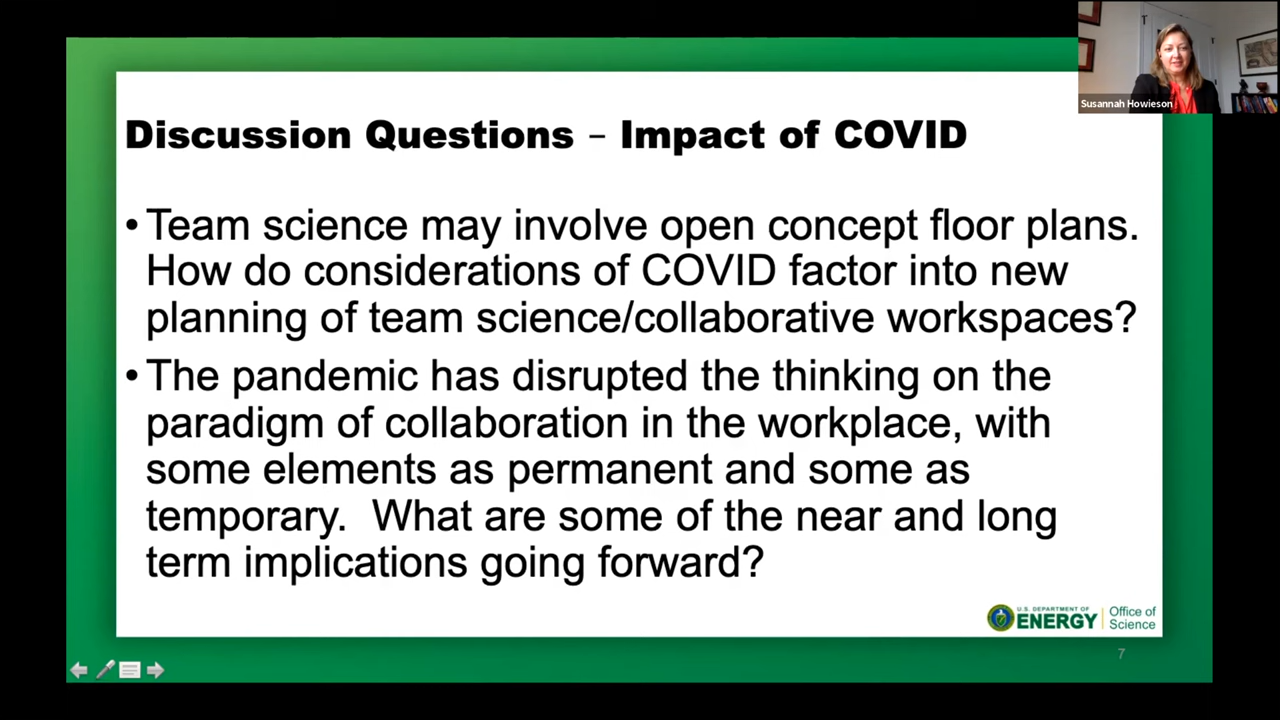 Susannah Howieson
Discussion Questions – Impact of COVID
• Team science may involve open concept floor plans.
How do considerations of COVID factor into new
planning of team science/collaborative workspaces?
• The pandemic has disrupted the thinking on the
paradigm of collaboration in the workplace, with
some elements as permanent and some as
temporary.  What are some of the near and long
term implications going forward?
U.S. DEPARTMENT OF
ENERGY
Office of
Science
7